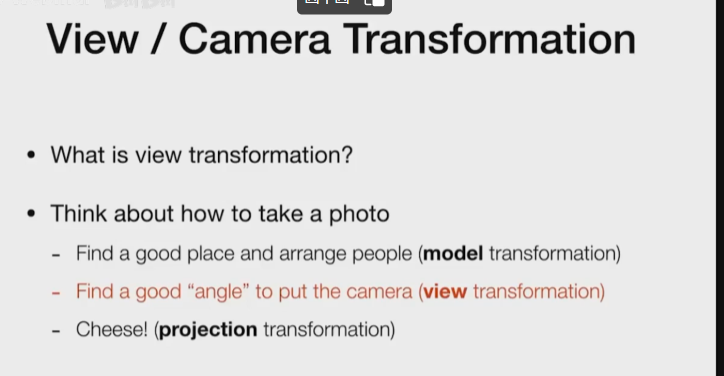 View / Camera Transformation
• What is view transformation?
• Think about how to take a photo
- Find a good place and arrange people (model transformation)
- Find a good “angle” to put the camera (view transformation)
- Cheese! (projection transformation)